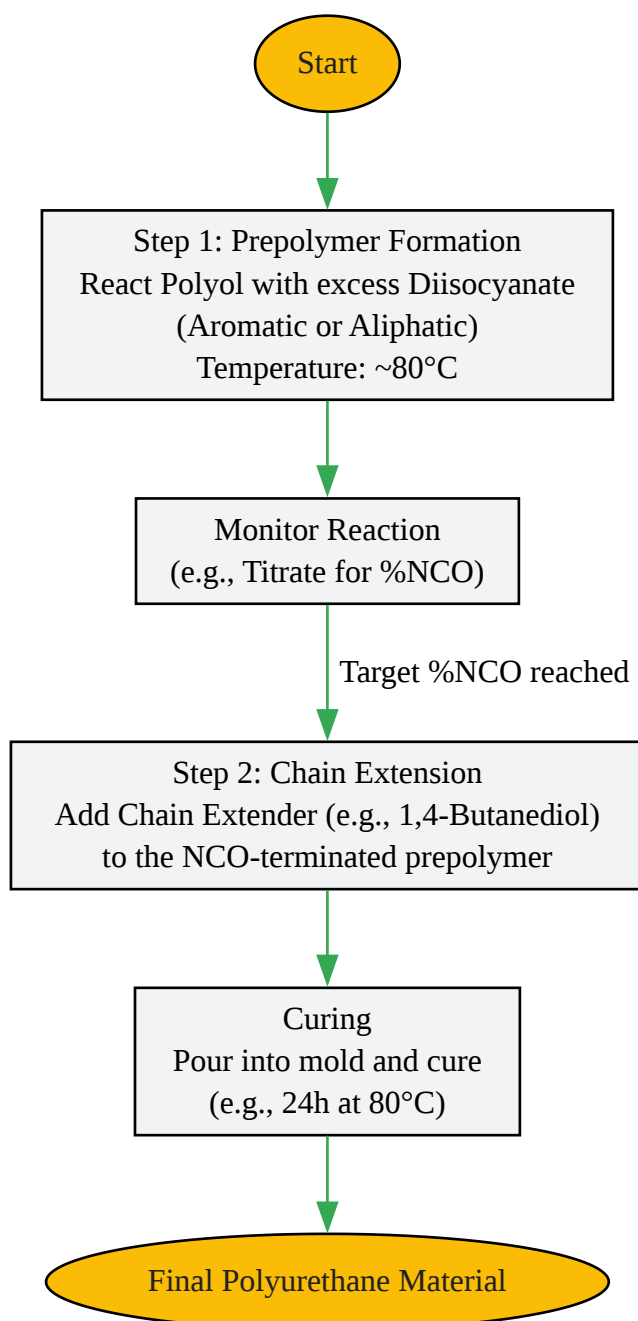 Start
Step 1: Prepolymer Formation
React Polyol with excess Diisocyanate
(Aromatic or Aliphatic)
Temperature: ~80°C
Monitor Reaction
(e.g., Titrate for %NCO)
Target %NCO reached
Step 2: Chain Extension
Add Chain Extender (e.g., 1,4-Butanediol)
to the NCO-terminated prepolymer
Curing
Pour into mold and cure
(e.g., 24h at 80°C)
Final Polyurethane Material